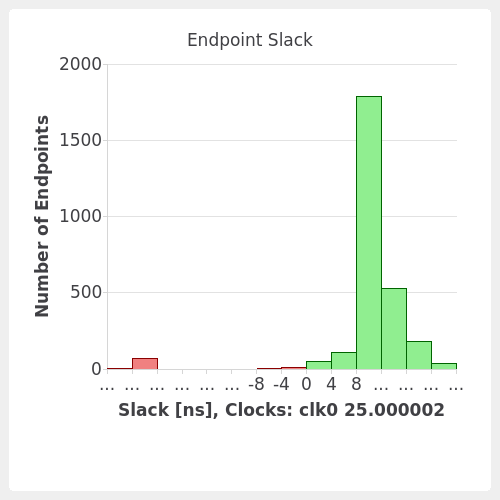 Endpoint Slack
2000
1500
1000
500
0
Number of Endpoints
... ... ... ... ... ... -8 -4 0 4 8 ... ... ... ...
Slack [ns], Clocks: clk0 25.000002